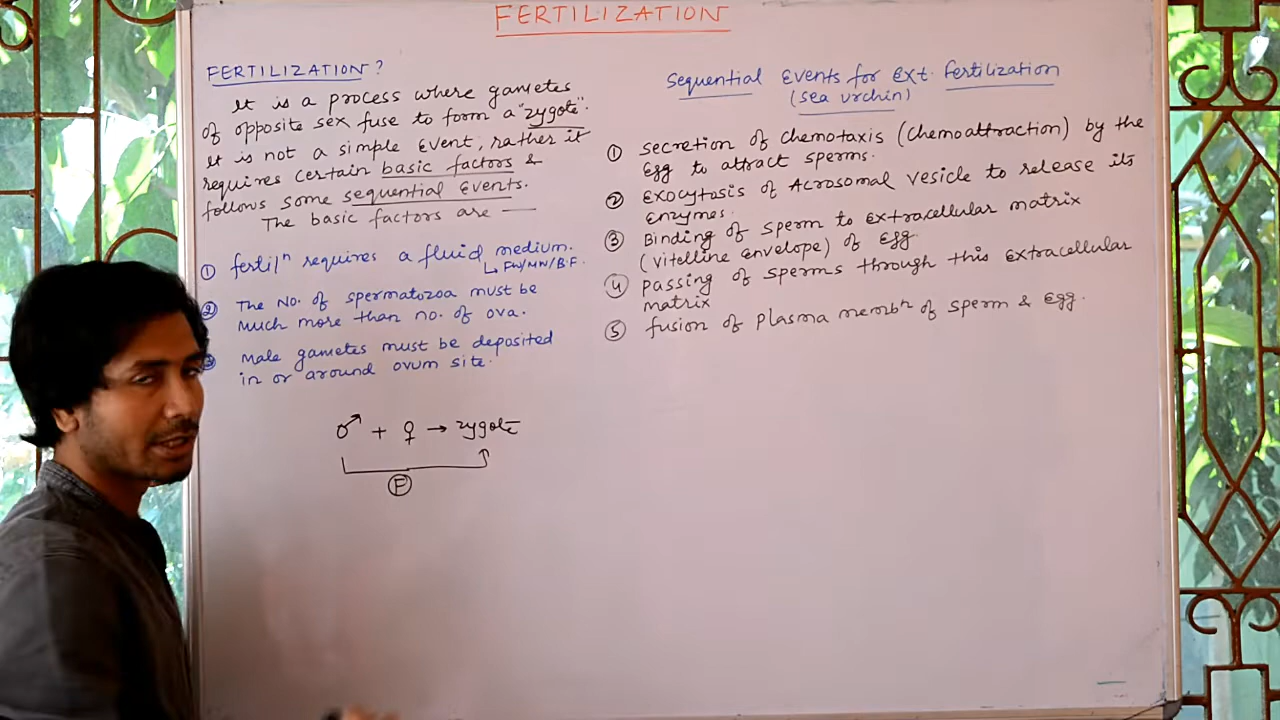 FERTILIZATION
FERTILIZATION?
It is a process where gametes
of opposite sex fuse to form a "zygote".
It is not a simple event, rather it
requires certain basic factors &
follows some sequential events.
The basic factors are —
① fertilⁿ requires a fluid medium.
↳ FW/MW/B.F.
② The No. of spermatozoa must be
much more than no. of ova.
③ Male gametes must be deposited
in or around ovum site.
♂ + ♀ → zygote
Ⓕ
Sequential Events for Ext. fertilization
(sea urchin)
① secretion of chemotaxis (chemoattraction) by the
Egg to attract sperms.
② Exocytosis of Acrosomal vesicle to release its
enzymes.
③ Binding of sperm to extracellular matrix
(vitelline envelope) of Egg.
④ passing of sperms through this extracellular
matrix
⑤ fusion of plasma membⁿ of sperm & Egg.